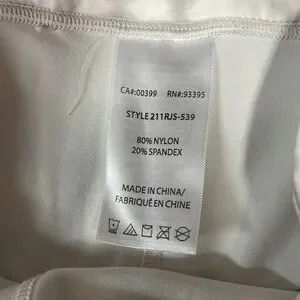 CA#:00399 RN#:93395
STYLE 211RJS-539
80% NYLON
20% SPANDEX
MADE IN CHINA/
FABRIQUÉ EN CHINE